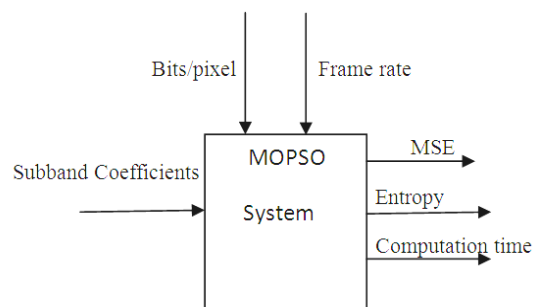 Bits/pixel
Frame rate
MOPSO
MSE
Subband Coefficients
Entropy
System
Computation time